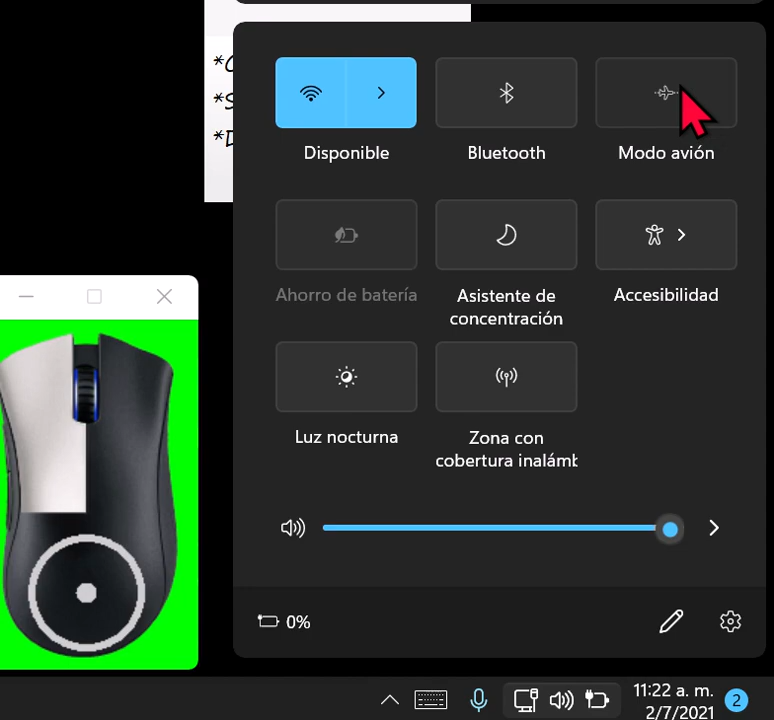 Disponible
Bluetooth
Modo avión
Ahorro de batería
Asistente de
concentración
Accesibilidad
Luz nocturna
Zona con
cobertura inalámb
0%
11:22 a. m.
2/7/2021
2